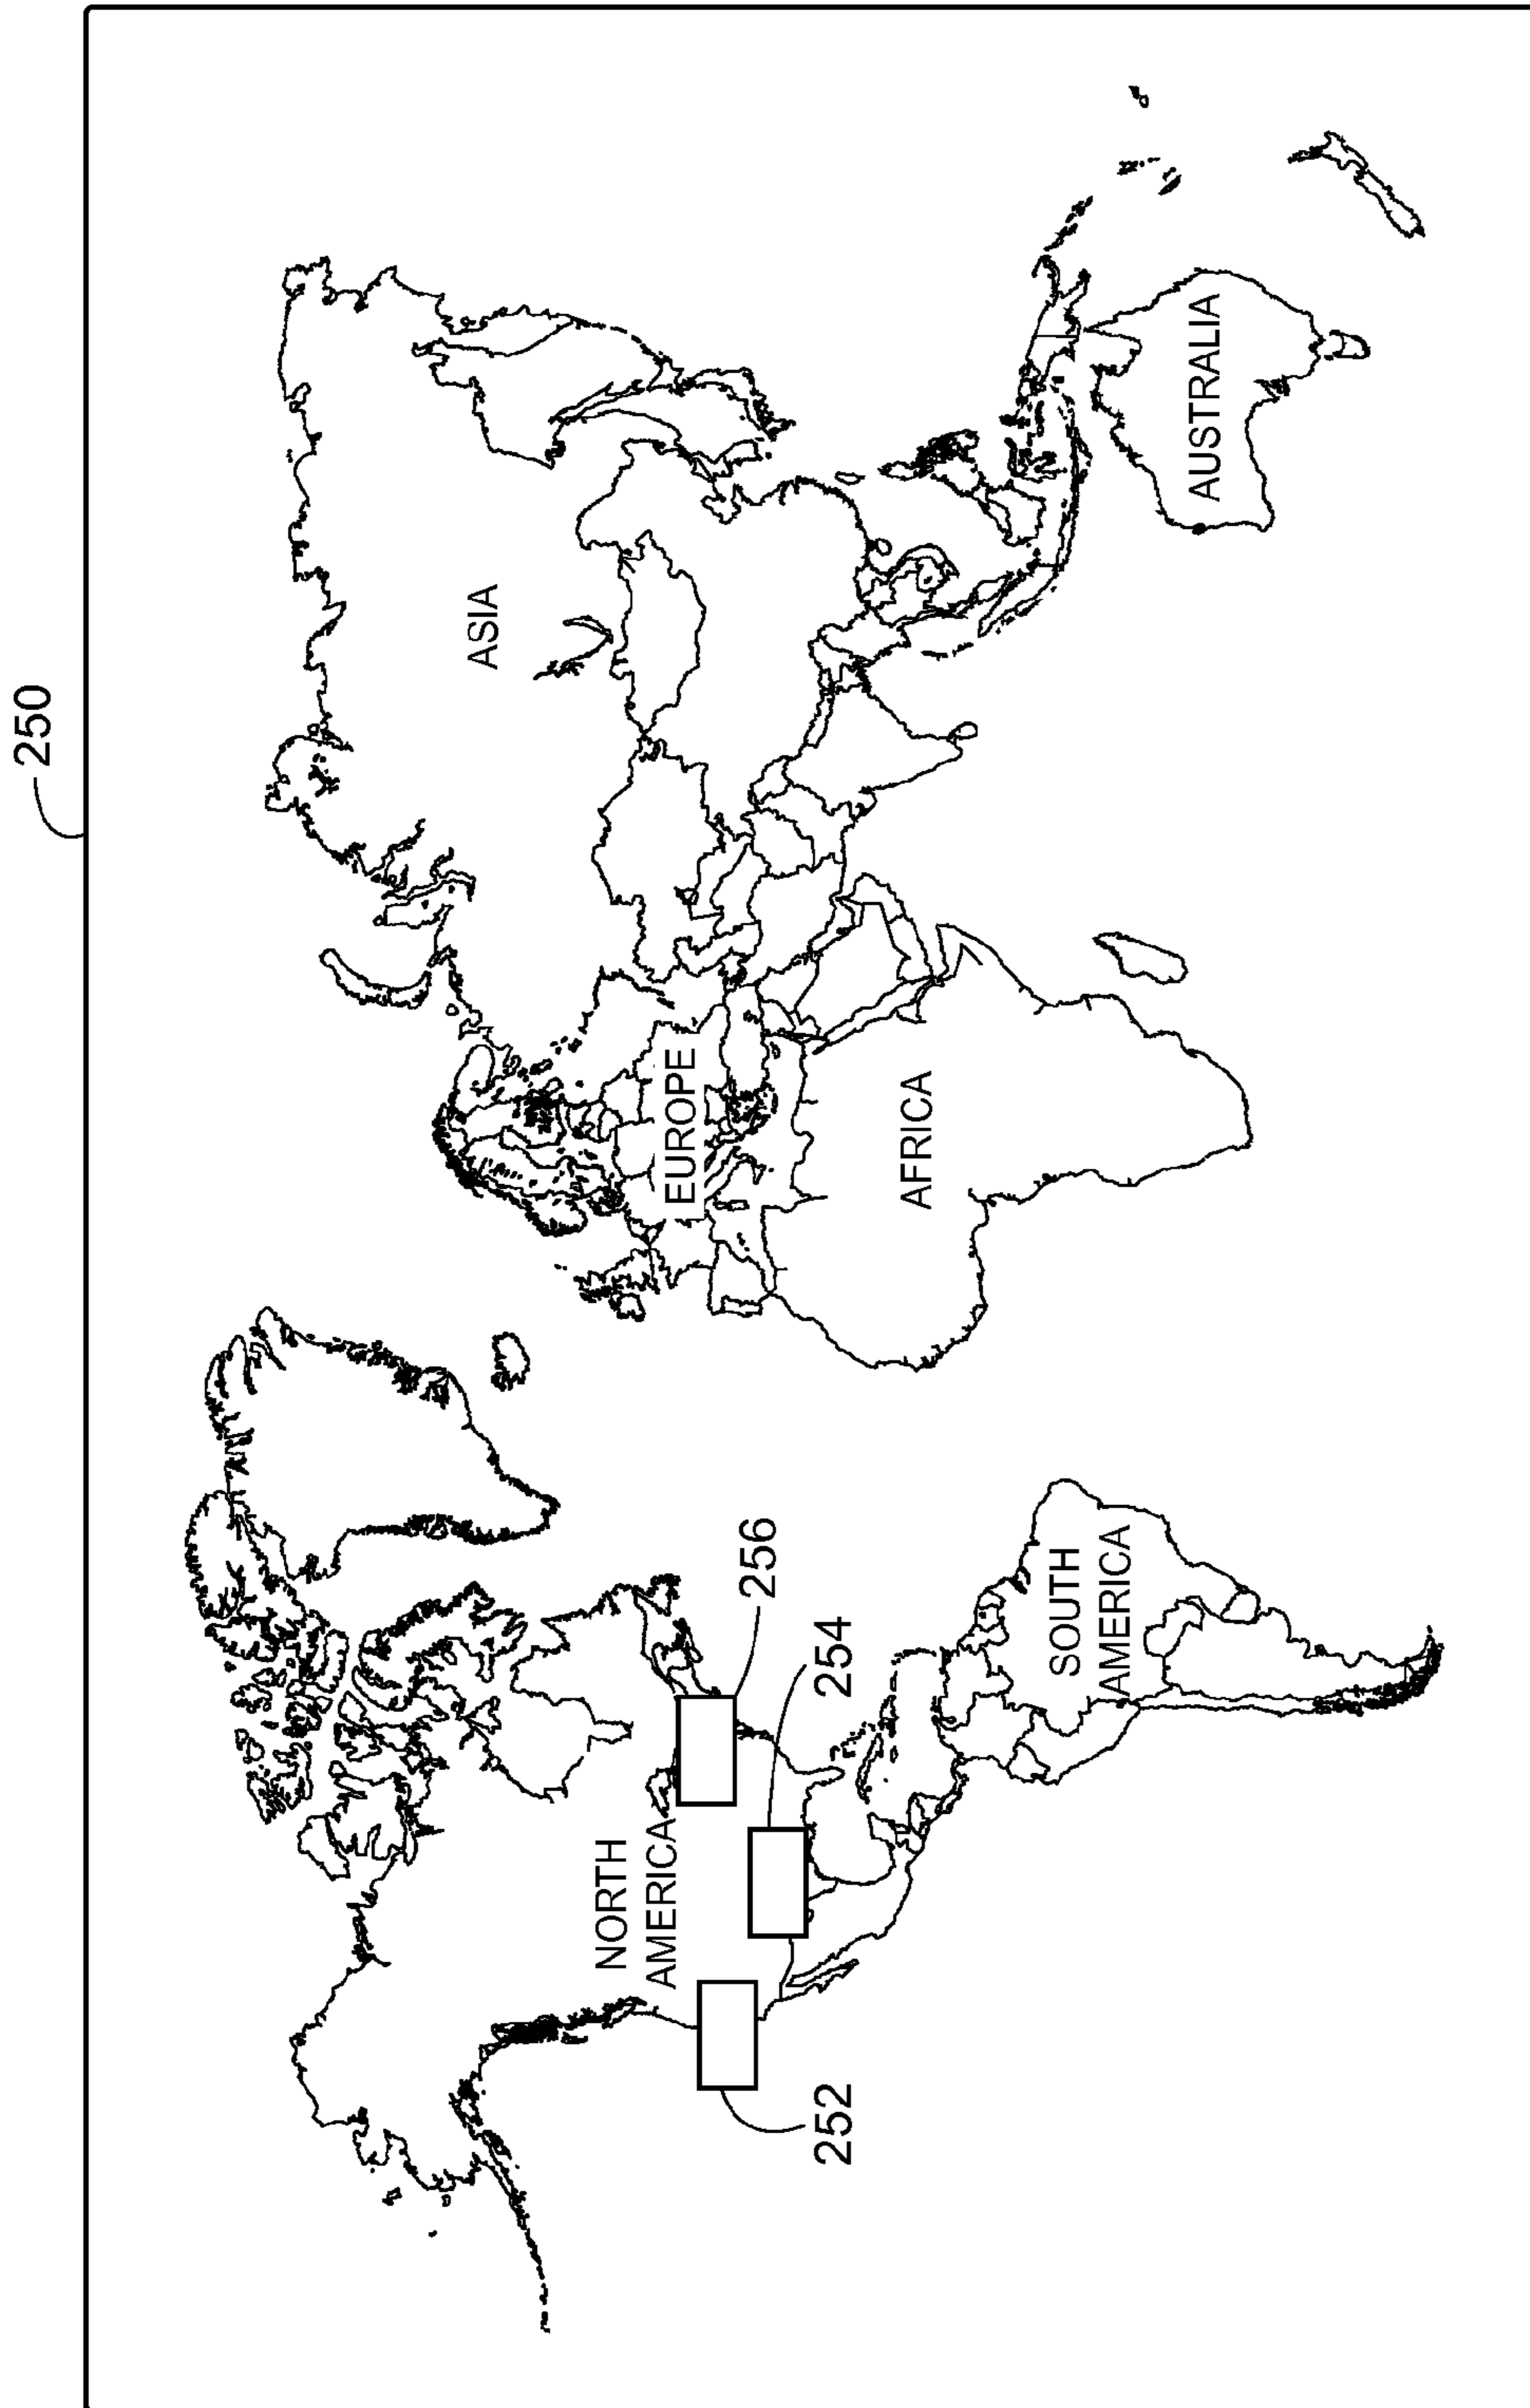 250
ASIA
EUROPE
NORTH
AMERICA
256
254
252
AFRICA
SOUTH
AMERICA
AUSTRALIA